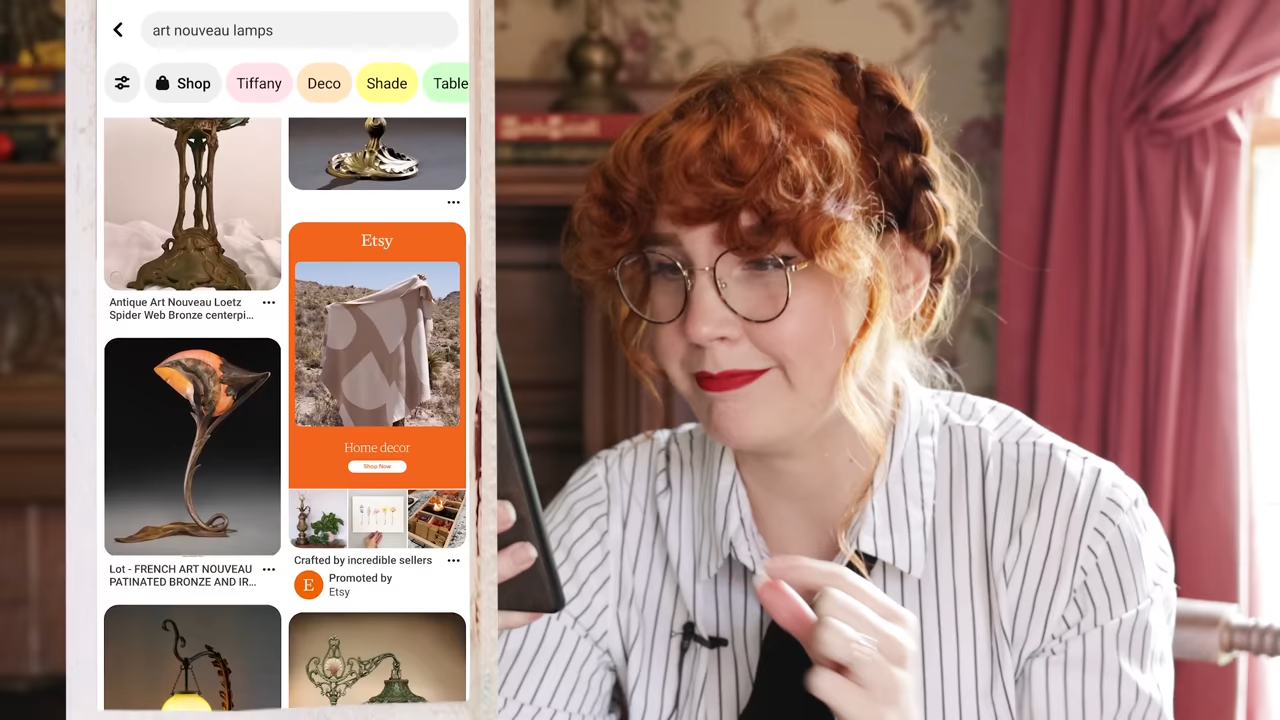 art nouveau lamps
Shop
Tiffany
Deco
Shade
Table
Antique Art Nouveau Loetz
Spider Web Bronze centerpi...
Lot - FRENCH ART NOUVEAU
PATINATED BRONZE AND IR...
Etsy
Home decor
Shop Now
Crafted by incredible sellers
E
Promoted by
Etsy